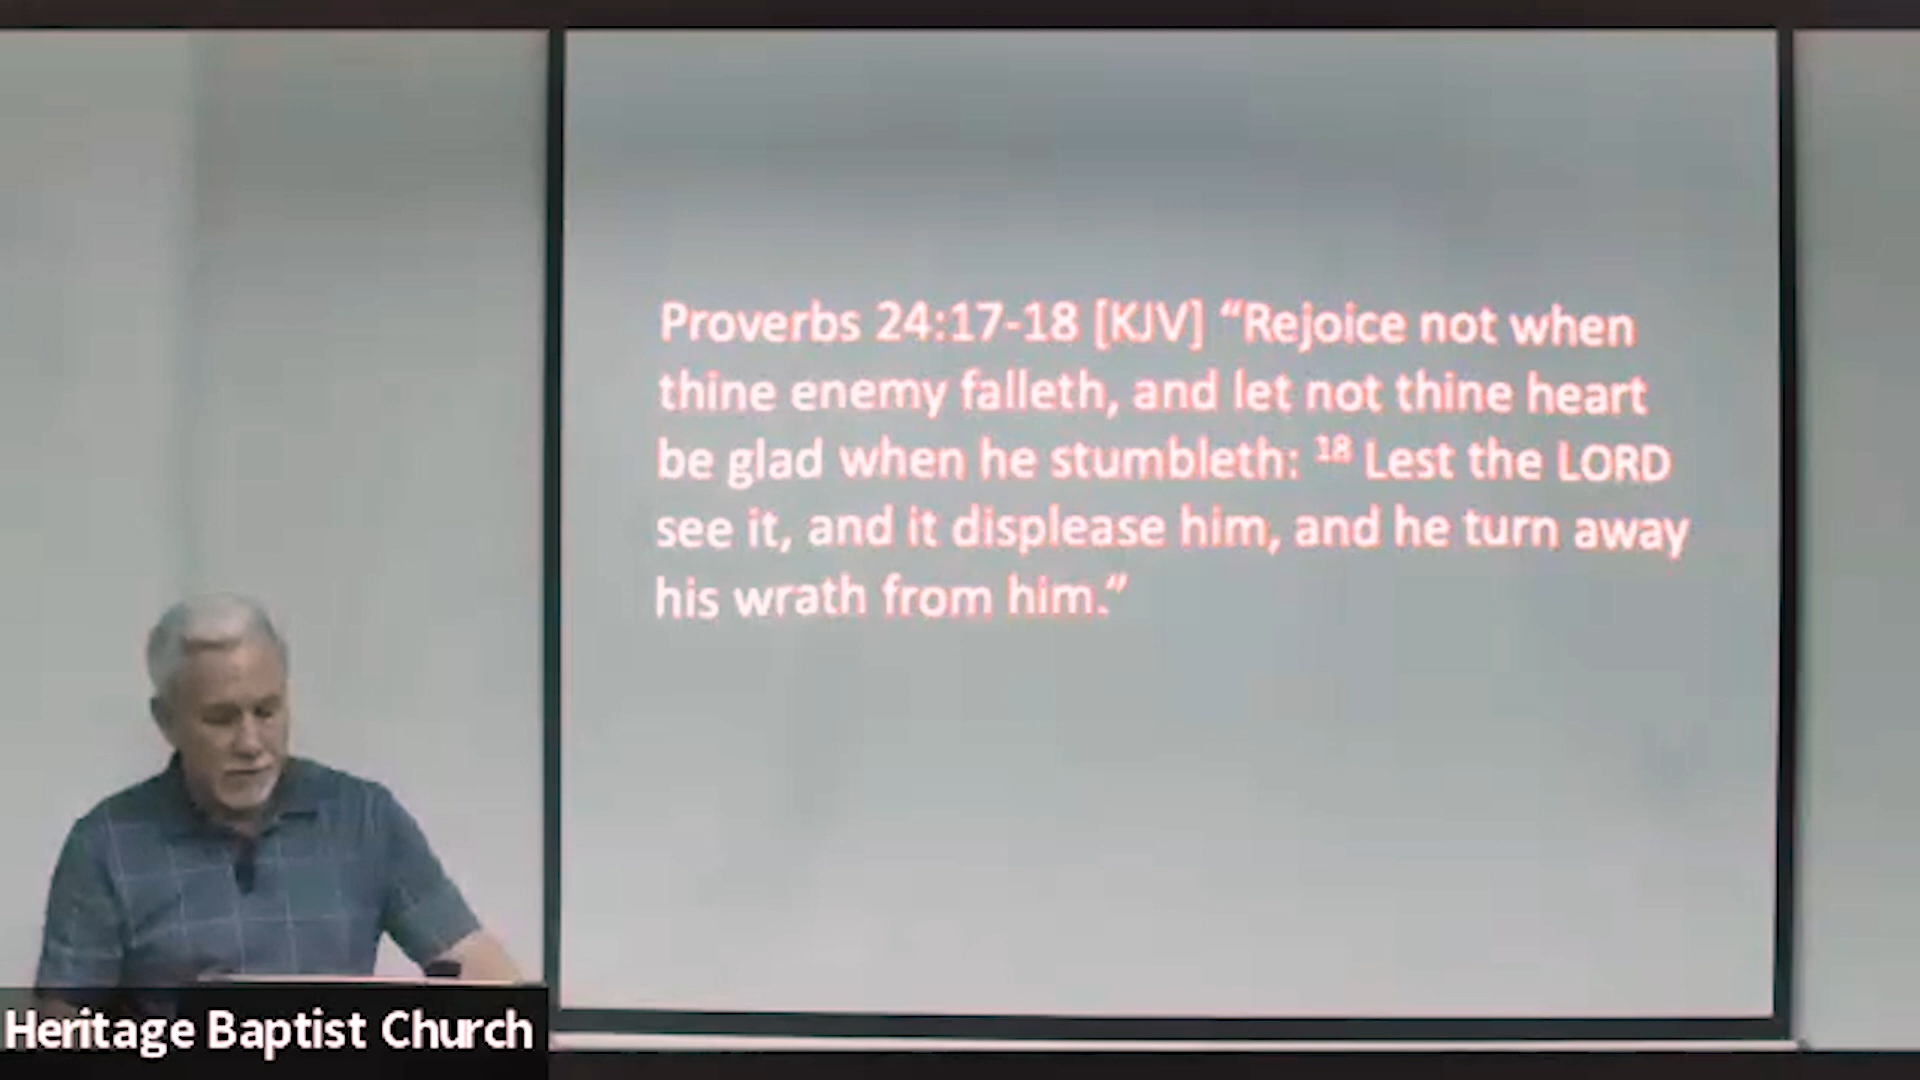 Proverbs 24:17-18 [KJV] “Rejoice not when
thine enemy falleth, and let not thine heart
be glad when he stumbleth: 18 Lest the LORD
see it, and it displease him, and he turn away
his wrath from him.”
Heritage Baptist Church